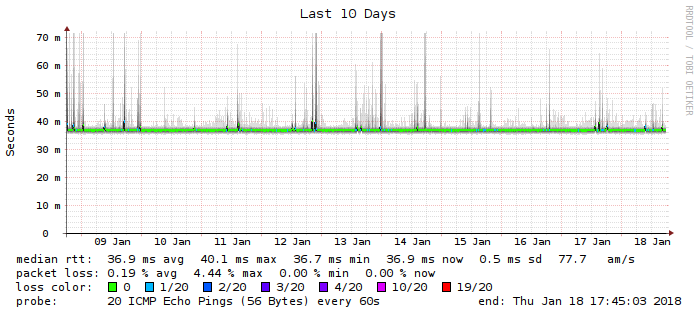 Last 10 Days
RRDTOOL / TOBI OETIKER
Seconds
70 m
60 m
50 m
40 m
30 m
20 m
10 m
0
09 Jan 10 Jan 11 Jan 12 Jan 13 Jan 14 Jan 15 Jan 16 Jan 17 Jan 18 Jan
median rtt: 36.9 ms avg 40.1 ms max 36.7 ms min 36.9 ms now 0.5 ms sd 77.7 am/s
packet loss: 0.19 % avg 4.44 % max 0.00 % min 0.00 % now
loss color: 0 1/20 2/20 3/20 4/20 10/20 19/20
probe: 20 ICMP Echo Pings (56 Bytes) every 60s end: Thu Jan 18 17:45:03 2018